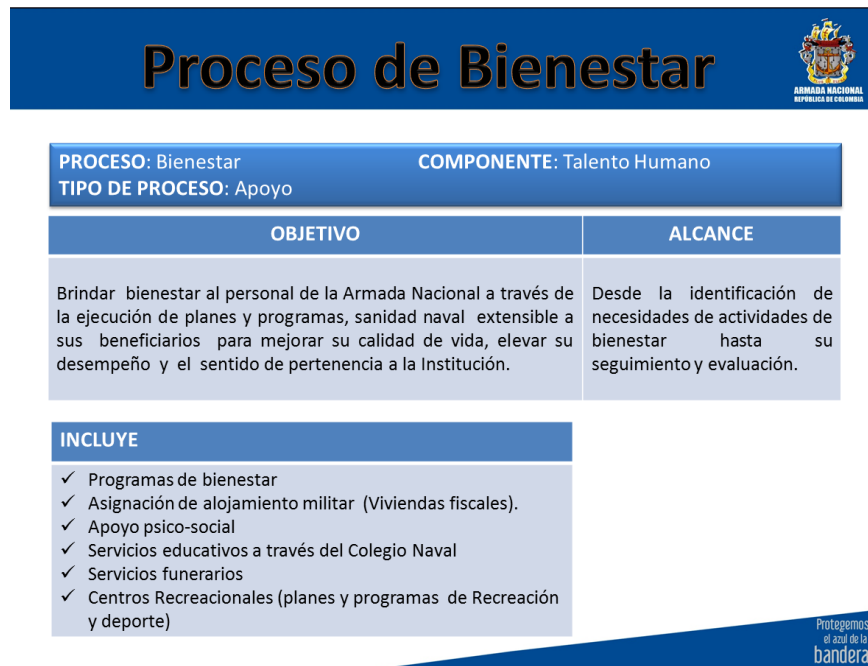 Proceso de Bienestar
ARMADA NACIONAL
REPÚBLICA DE COLOMBIA
PROCESO: Bienestar
COMPONENTE: Talento Humano
TIPO DE PROCESO: Apoyo
OBJETIVO
ALCANCE
Brindar bienestar al personal de la Armada Nacional a través de
la ejecución de planes y programas, sanidad naval extensible a
sus beneficiarios para mejorar su calidad de vida, elevar su
desempeño y el sentido de pertenencia a la Institución.
Desde la identificación de
necesidades de actividades de
bienestar hasta su
seguimiento y evaluación.
INCLUYE
✓ Programas de bienestar
✓ Asignación de alojamiento militar (Viviendas fiscales).
✓ Apoyo psico-social
✓ Servicios educativos a través del Colegio Naval
✓ Servicios funerarios
✓ Centros Recreacionales (planes y programas de Recreación
y deporte)
Protegemos
el azul de la
bandera